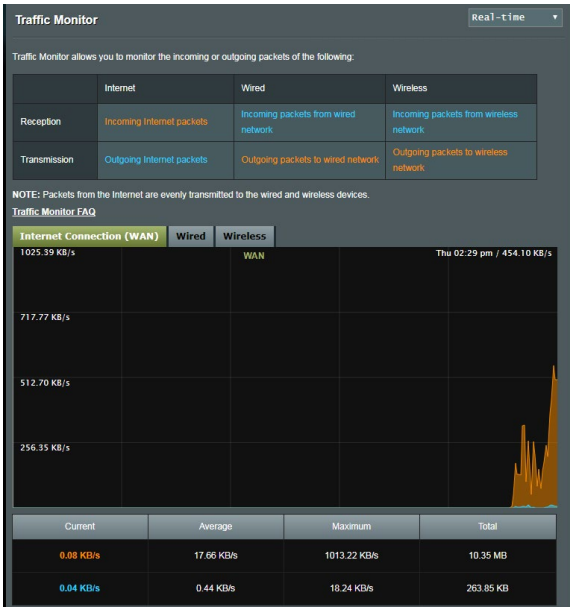 Traffic Monitor
Real-time
Traffic Monitor allows you to monitor the incoming or outgoing packets of the following:
Internet Wired Wireless
Reception Incoming Internet packets Incoming packets from wired network Incoming packets from wireless network
Transmission Outgoing Internet packets Outgoing packets to wired network Outgoing packets to wireless network
NOTE: Packets from the Internet are evenly transmitted to the wired and wireless devices.
Traffic Monitor FAQ
Internet Connection (WAN) Wired Wireless
1025.39 KB/s WAN Thu 02:29 pm / 454.10 KB/s
717.77 KB/s
512.70 KB/s
256.35 KB/s
Current Average Maximum Total
0.08 KB/s 17.66 KB/s 1013.22 KB/s 10.35 MB
0.04 KB/s 0.44 KB/s 18.24 KB/s 263.85 KB